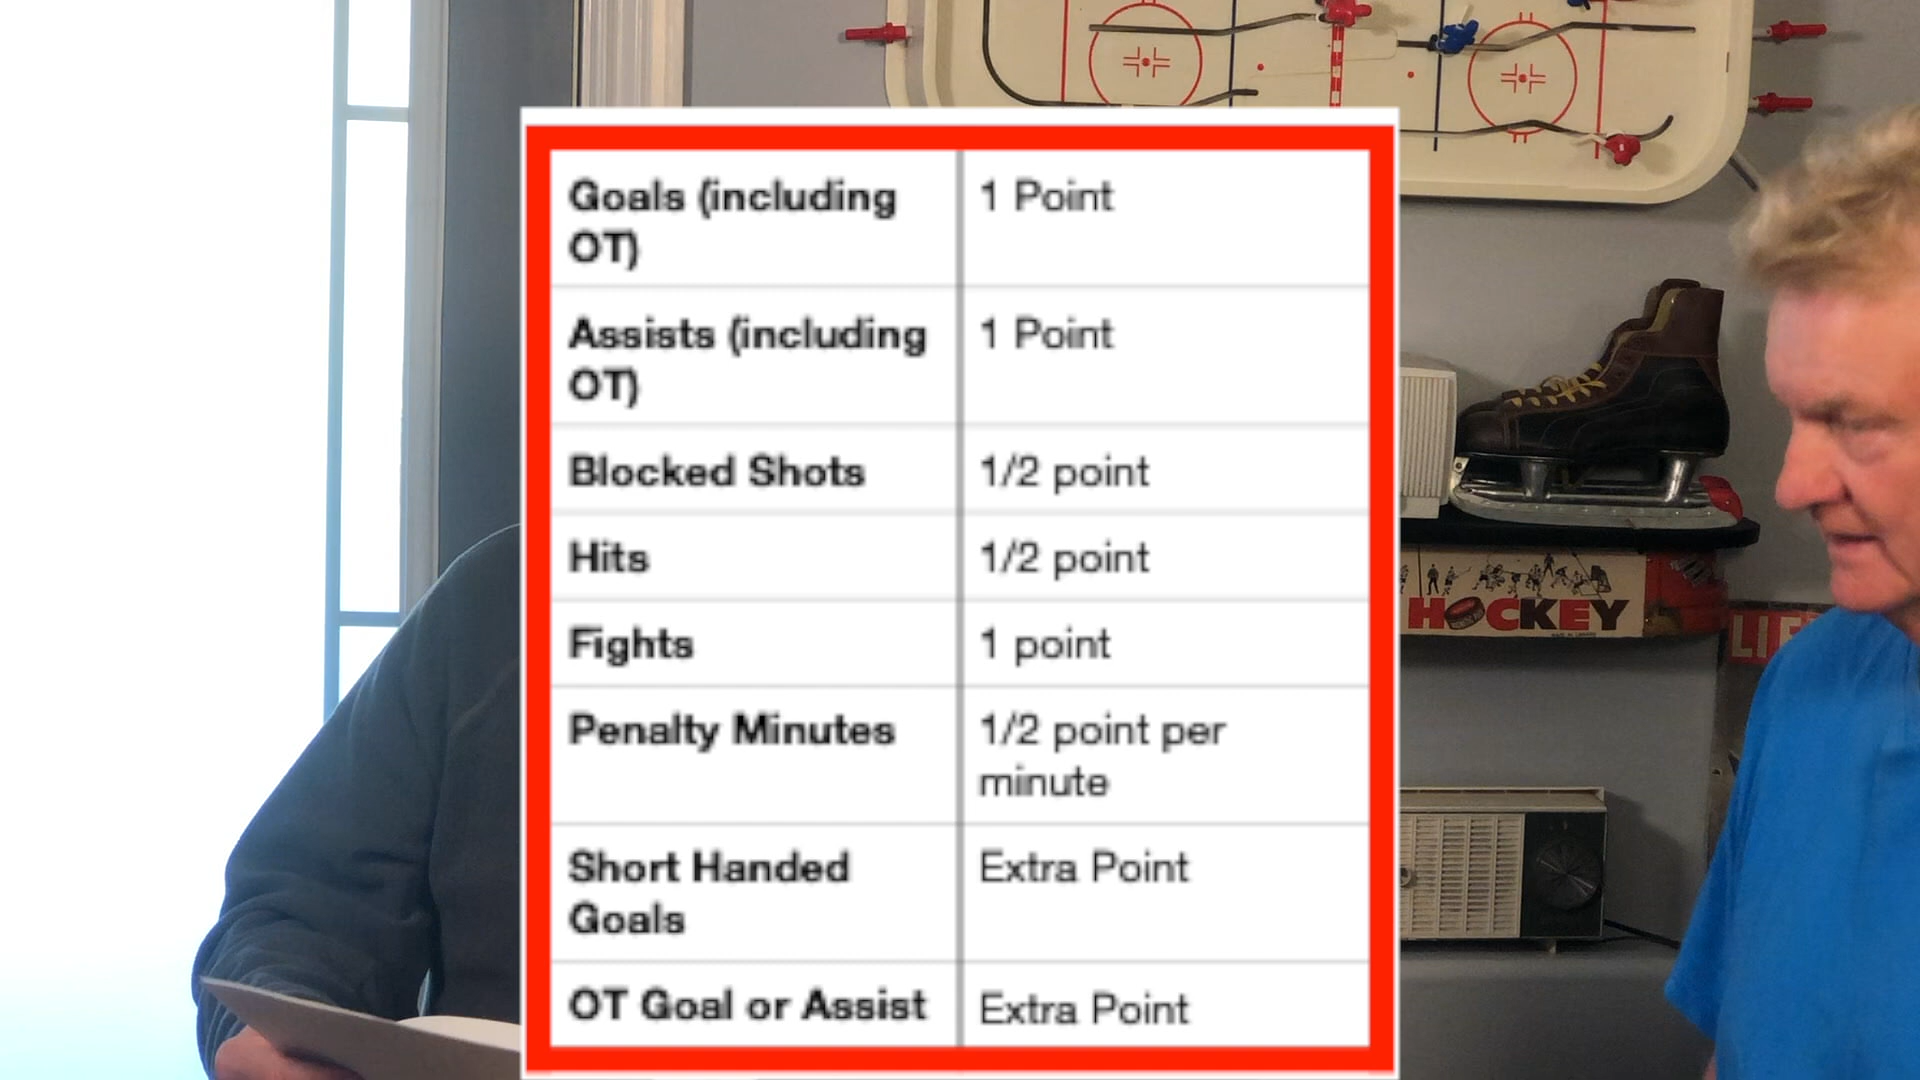 Goals (including
OT)
1 Point
Assists (including
OT)
1 Point
Blocked Shots
1/2 point
Hits
1/2 point
Fights
1 point
Penalty Minutes
1/2 point per
minute
Short Handed
Goals
Extra Point
OT Goal or Assist
Extra Point
HOCKEY